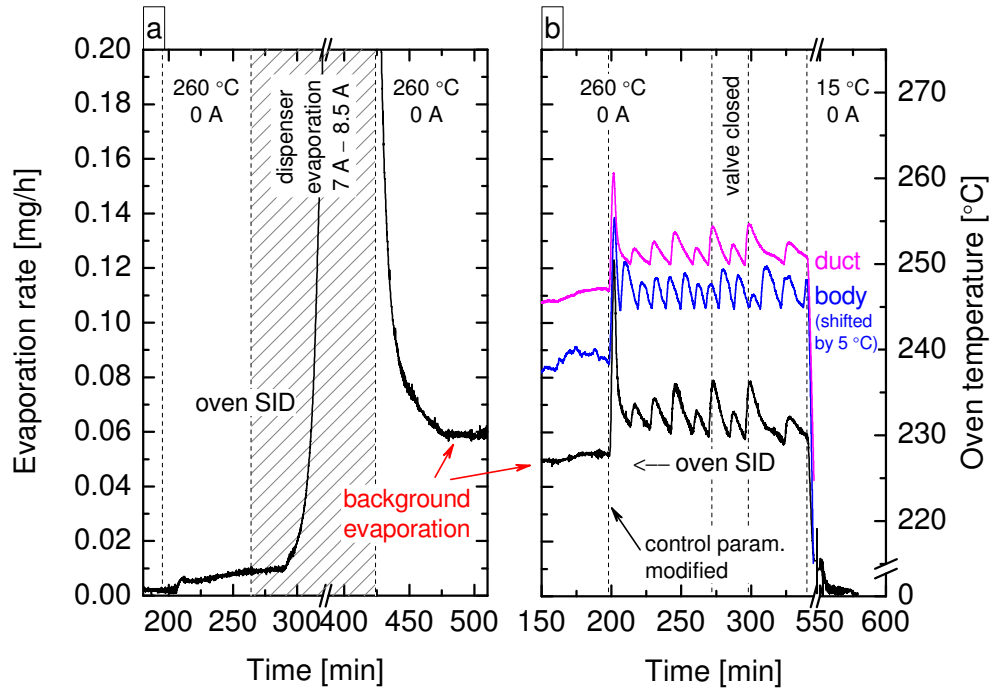 a
0.20
0.18
0.16
0.14
0.12
0.10
0.08
0.06
0.04
0.02
0.00
Evaporation rate [mg/h]
260 °C
0 A
dispenser
evaporation
7 A – 8.5 A
260 °C
0 A
oven SID
background
evaporation
200
250
300
400
450
500
Time [min]
b
260 °C
0 A
valve closed
15 °C
0 A
duct
body
(shifted
by 5 °C)
<-- oven SID
control param.
modified
270
260
250
240
230
220
0
Oven temperature [°C]
150
200
250
300
550
600
Time [min]